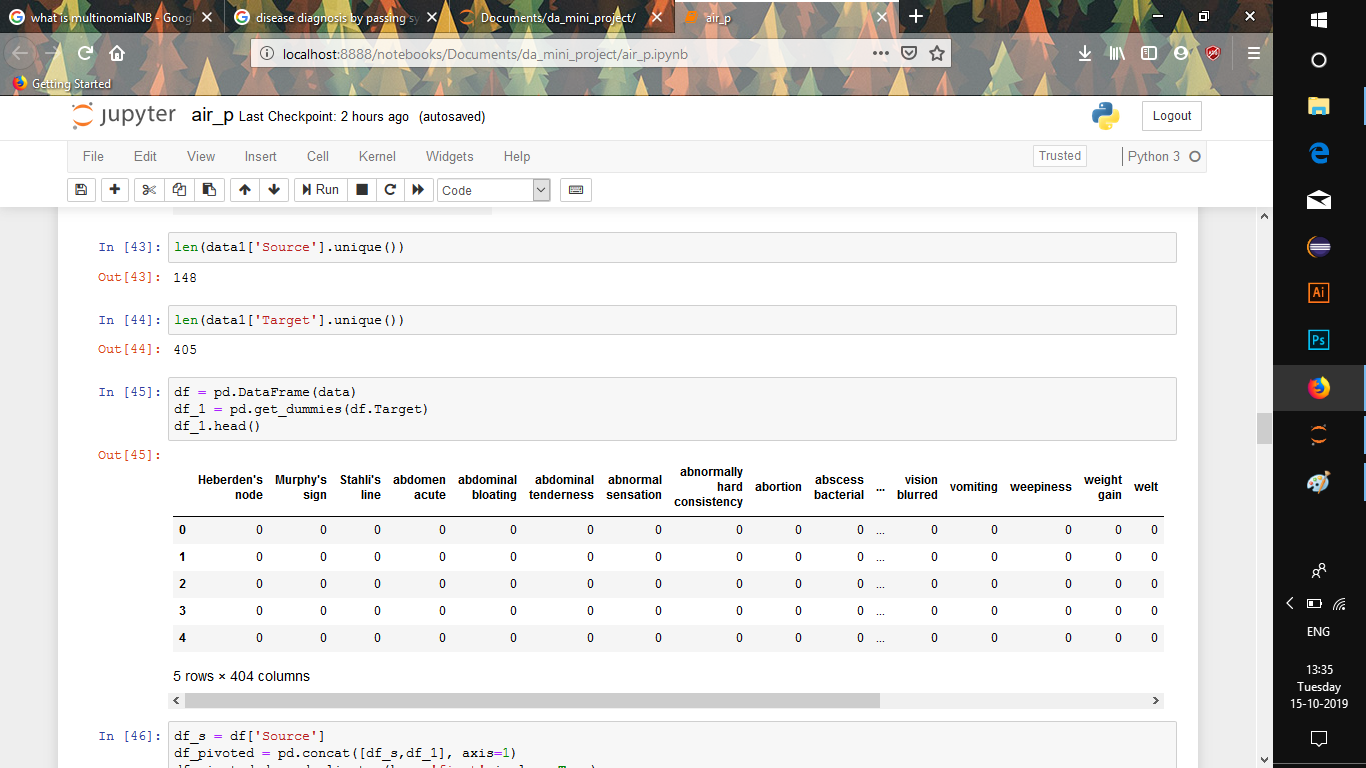 what is multinomialNB - Goog
disease diagnosis by passing sy
Documents/da_mini_project/
air_p
localhost:8888/notebooks/Documents/da_mini_project/air_p.ipynb
Getting Started
jupyter air_p Last Checkpoint: 2 hours ago (autosaved)
Logout
File Edit View Insert Cell Kernel Widgets Help
Trusted
Python 3
Run
Code
In [43]: len(data1['Source'].unique())
Out[43]: 148
In [44]: len(data1['Target'].unique())
Out[44]: 405
In [45]: df = pd.DataFrame(data)
df_1 = pd.get_dummies(df.Target)
df_1.head()
Out[45]:
Heberden's node Murphy's sign Stahli's line abdomen acute abdominal bloating abdominal tenderness abnormal sensation abnormally hard consistency abortion abscess bacterial ... vision blurred vomiting weepiness weight gain welt
0 0 0 0 0 0 0 0 0 0 0 ... 0 0 0 0 0
1 0 0 0 0 0 0 0 0 0 0 ... 0 0 0 0 0
2 0 0 0 0 0 0 0 0 0 0 ... 0 0 0 0 0
3 0 0 0 0 0 0 0 0 0 0 ... 0 0 0 0 0
4 0 0 0 0 0 0 0 0 0 0 ... 0 0 0 0 0
5 rows × 404 columns
In [46]: df_s = df['Source']
df_pivoted = pd.concat([df_s,df_1], axis=1)
Ai
Ps
ENG
13:35
Tuesday
15-10-2019